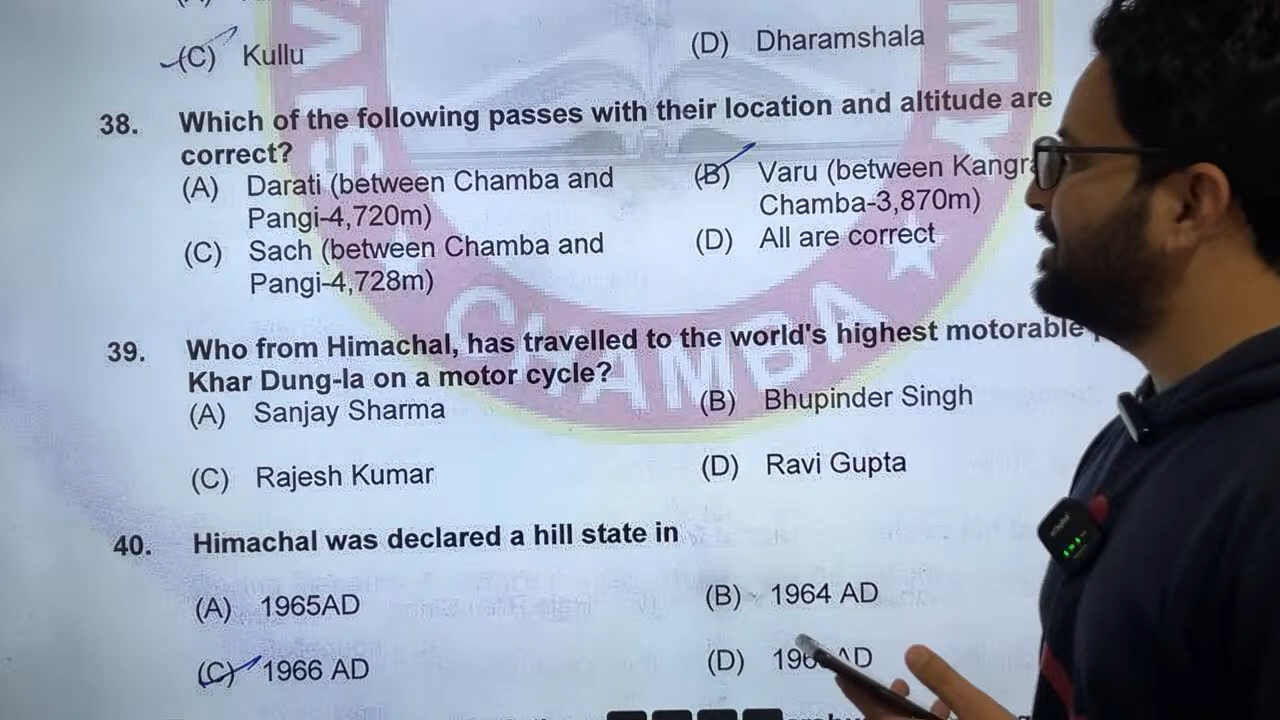 (C) Kullu
(D) Dharamshala
38. Which of the following passes with their location and altitude are
correct?
(A) Darati (between Chamba and
Pangi-4,720m)
(B) Varu (between Kangra
Chamba-3,870m)
(C) Sach (between Chamba and
Pangi-4,728m)
(D) All are correct
39. Who from Himachal, has travelled to the world's highest motorable
Khar Dung-la on a motor cycle?
(A) Sanjay Sharma
(B) Bhupinder Singh
(C) Rajesh Kumar
(D) Ravi Gupta
40. Himachal was declared a hill state in
(A) 1965AD
(B) 1964 AD
(C) 1966 AD
(D) AD
CHAMBA